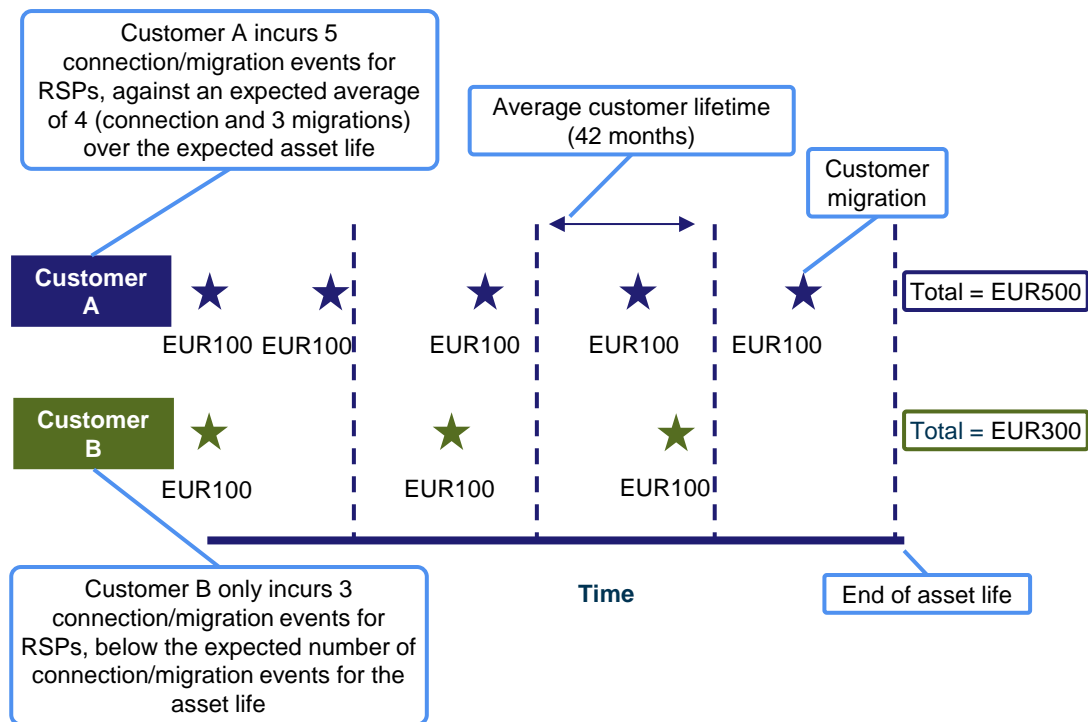 Customer A incurs 5
connection/migration events for
RSPs, against an expected average
of 4 (connection and 3 migrations)
over the expected asset life
Average customer lifetime
(42 months)
Customer
migration
Customer
A
Total = EUR500
EUR100
EUR100
EUR100
EUR100
EUR100
Customer
B
Total = EUR300
EUR100
EUR100
EUR100
Customer B only incurs 3
connection/migration events for
RSPs, below the expected number of
connection/migration events for the
asset life
Time
End of asset life